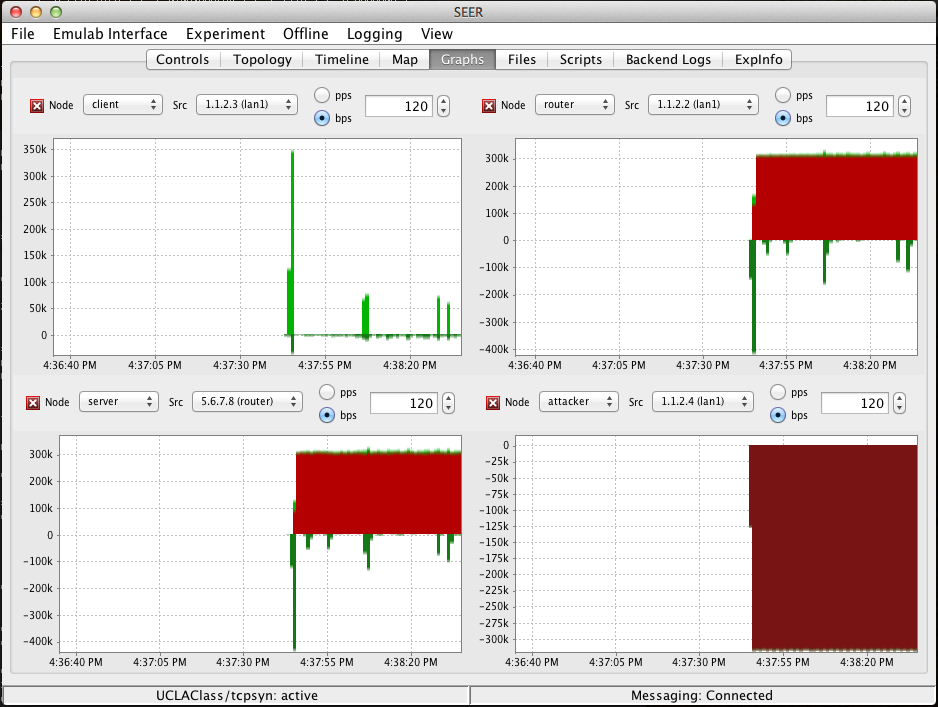 SEER
File Emulab Interface Experiment Offline Logging View
Controls Topology Timeline Map Graphs Files Scripts Backend Logs ExpInfo
Node client Src 1.1.2.3 (lan1) pps bps 120
350k
300k
250k
200k
150k
100k
50k
0
4:36:40 PM 4:37:05 PM 4:37:30 PM 4:37:55 PM 4:38:20 PM
Node router Src 1.1.2.2 (lan1) pps bps 120
300k
200k
100k
0
-100k
-200k
-300k
-400k
4:36:40 PM 4:37:05 PM 4:37:30 PM 4:37:55 PM 4:38:20 PM
Node server Src 5.6.7.8 (router) pps bps 120
300k
200k
100k
0
-100k
-200k
-300k
-400k
4:36:40 PM 4:37:05 PM 4:37:30 PM 4:37:55 PM 4:38:20 PM
Node attacker Src 1.1.2.4 (lan1) pps bps 120
0
-25k
-50k
-75k
-100k
-125k
-150k
-175k
-200k
-225k
-250k
-275k
-300k
4:36:40 PM 4:37:05 PM 4:37:30 PM 4:37:55 PM 4:38:20 PM
UCLAClass/tcpsyn: active
Messaging: Connected